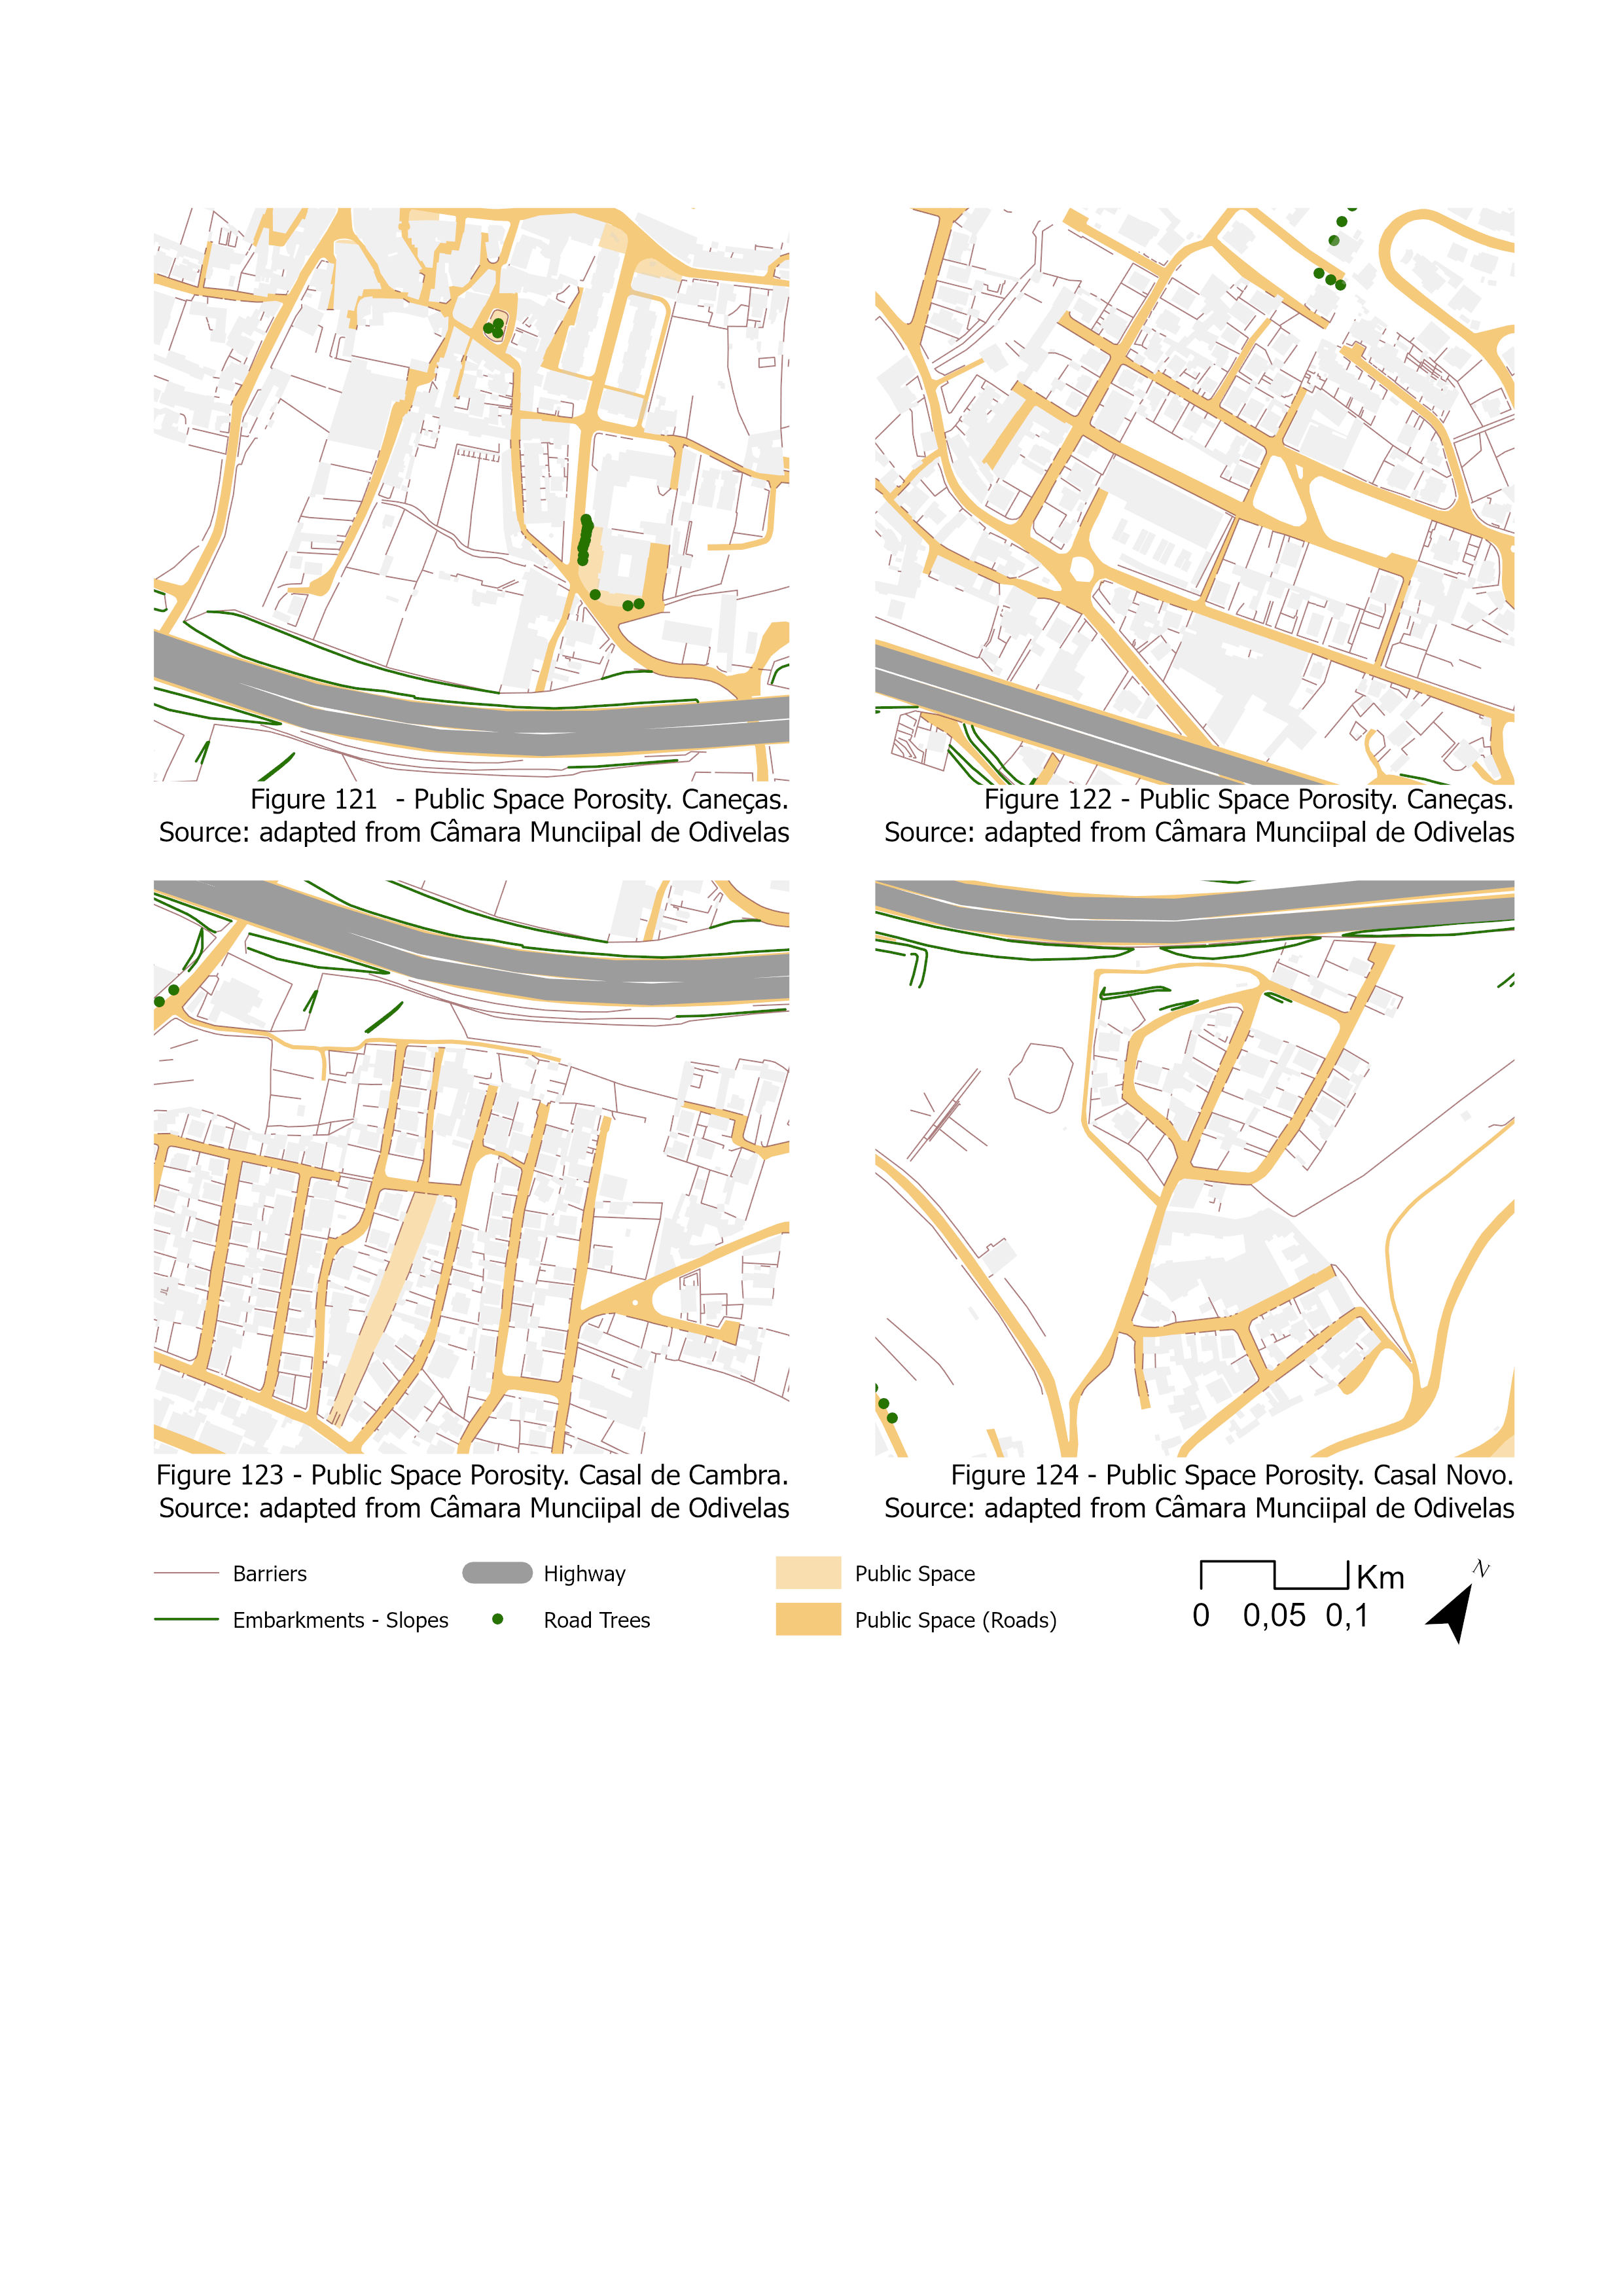 Figure 121  - Public Space Porosity. Caneças.
Source: adapted from Câmara Munciipal de Odivelas
Figure 122 - Public Space Porosity. Caneças.
Source: adapted from Câmara Munciipal de Odivelas
Figure 123 - Public Space Porosity. Casal de Cambra.
Source: adapted from Câmara Munciipal de Odivelas
Figure 124 - Public Space Porosity. Casal Novo.
Source: adapted from Câmara Munciipal de Odivelas
Barriers
Embarkments - Slopes
Highway
Road Trees
Public Space
Public Space (Roads)
Km
0 0,05 0,1
N